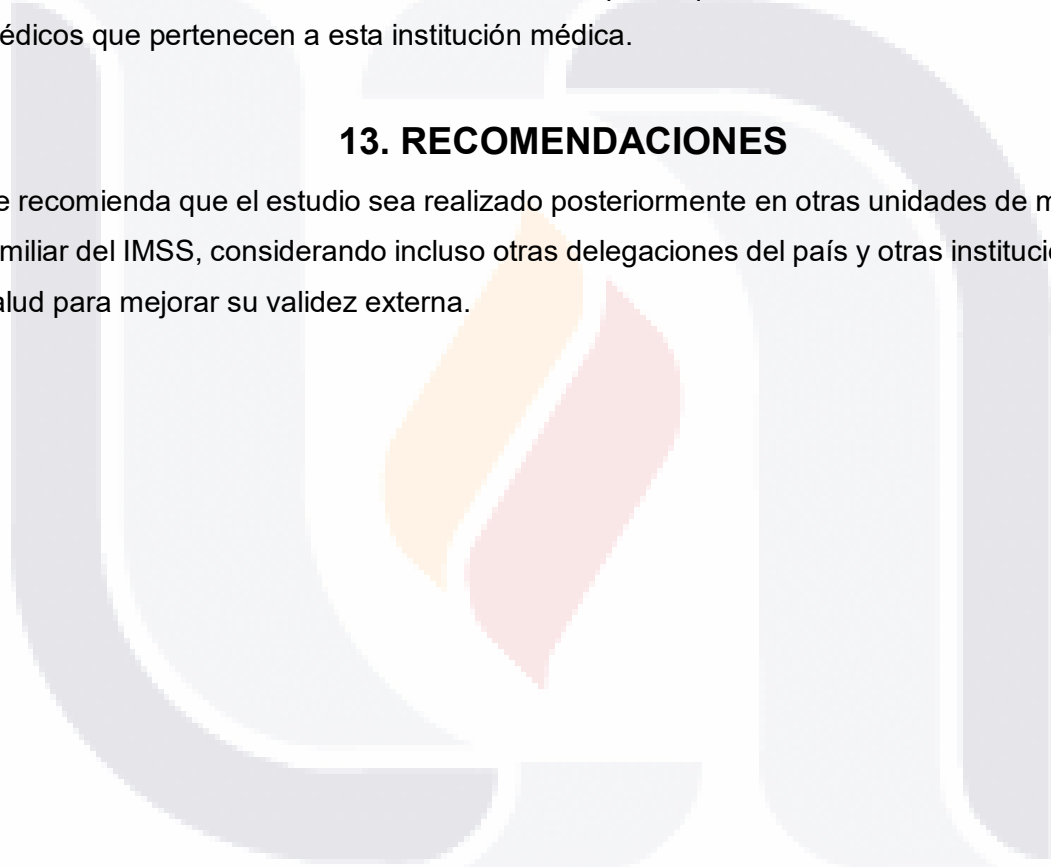 édicos que pertenecen a esta institución médica.
13. RECOMENDACIONES
e recomienda que el estudio sea realizado posteriormente en otras unidades de m
miliar del IMSS, considerando incluso otras delegaciones del país y otras instituci
alud para mejorar su validez externa.